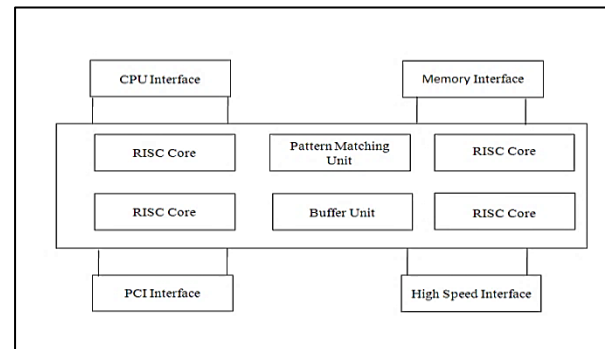 CPU Interface
Memory Interface
RISC Core
Pattern Matching
Unit
RISC Core
RISC Core
Buffer Unit
RISC Core
PCI Interface
High Speed Interface